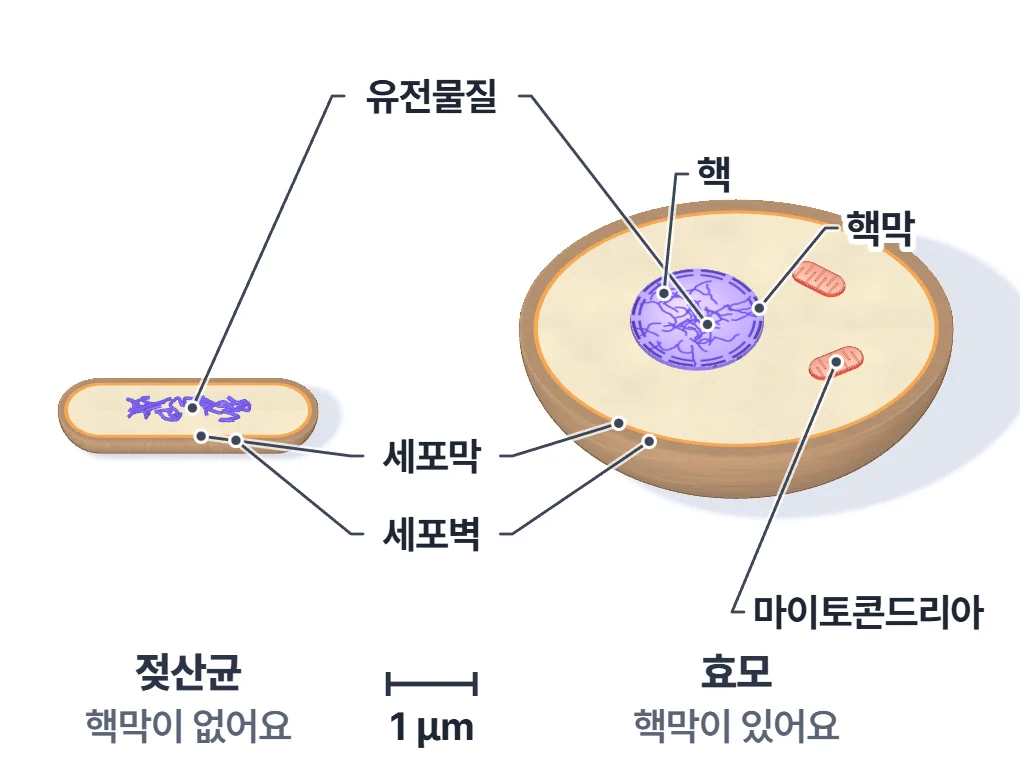 유전물질
핵
핵막
세포막
세포벽
마이토콘드리아
젖산균
핵막이 없어요
1 µm
효모
핵막이 있어요